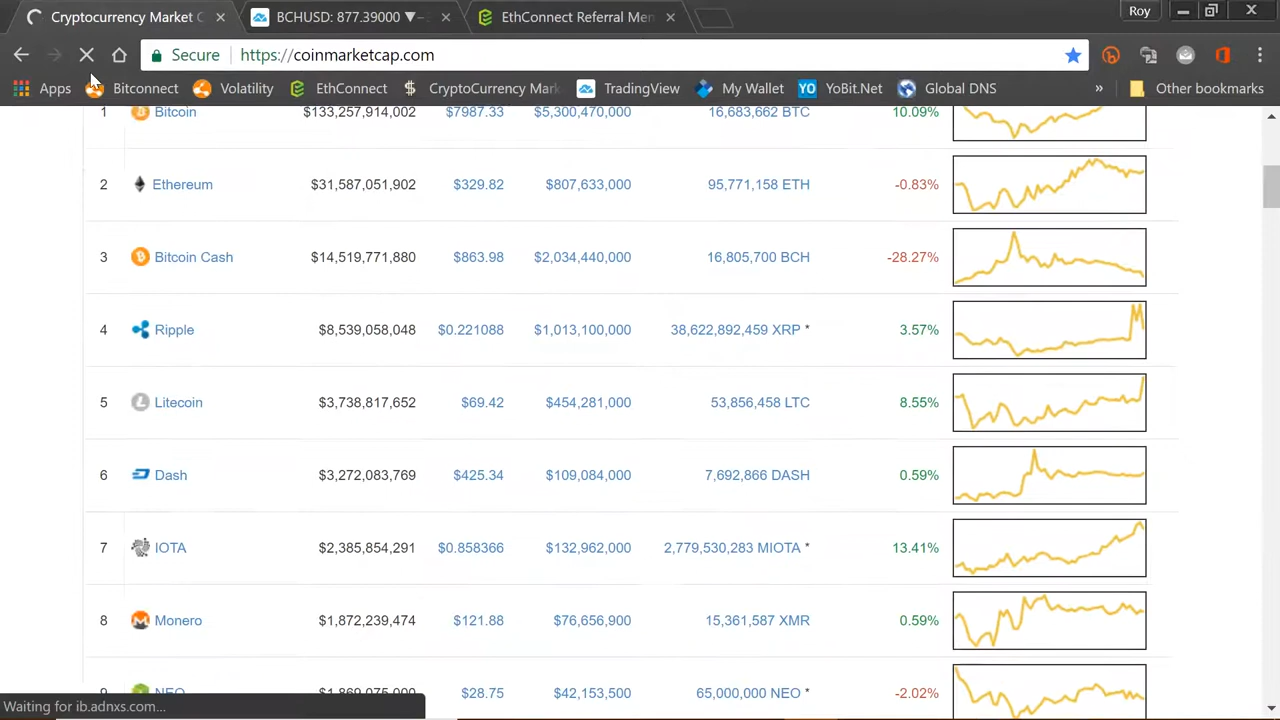 Cryptocurrency Market C
BCHUSD: 877.39000 ▼ −
EthConnect Referral Mem
Roy
Secure
https://coinmarketcap.com
Apps
Bitconnect
Volatility
EthConnect
CryptoCurrency Mark
TradingView
My Wallet
YoBit.Net
Global DNS
»
Other bookmarks
1 Bitcoin $133,257,914,002 $7987.33 $5,300,470,000 16,683,662 BTC 10.09%
2 Ethereum $31,587,051,902 $329.82 $807,633,000 95,771,158 ETH -0.83%
3 Bitcoin Cash $14,519,771,880 $863.98 $2,034,440,000 16,805,700 BCH -28.27%
4 Ripple $8,539,058,048 $0.221088 $1,013,100,000 38,622,892,459 XRP * 3.57%
5 Litecoin $3,738,817,652 $69.42 $454,281,000 53,856,458 LTC 8.55%
6 Dash $3,272,083,769 $425.34 $109,084,000 7,692,866 DASH 0.59%
7 IOTA $2,385,854,291 $0.858366 $132,962,000 2,779,530,283 MIOTA * 13.41%
8 Monero $1,872,239,474 $121.88 $76,656,900 15,361,587 XMR 0.59%
9 NEO $1,869,075,000 $28.75 $42,153,500 65,000,000 NEO * -2.02%
Waiting for ib.adnxs.com...